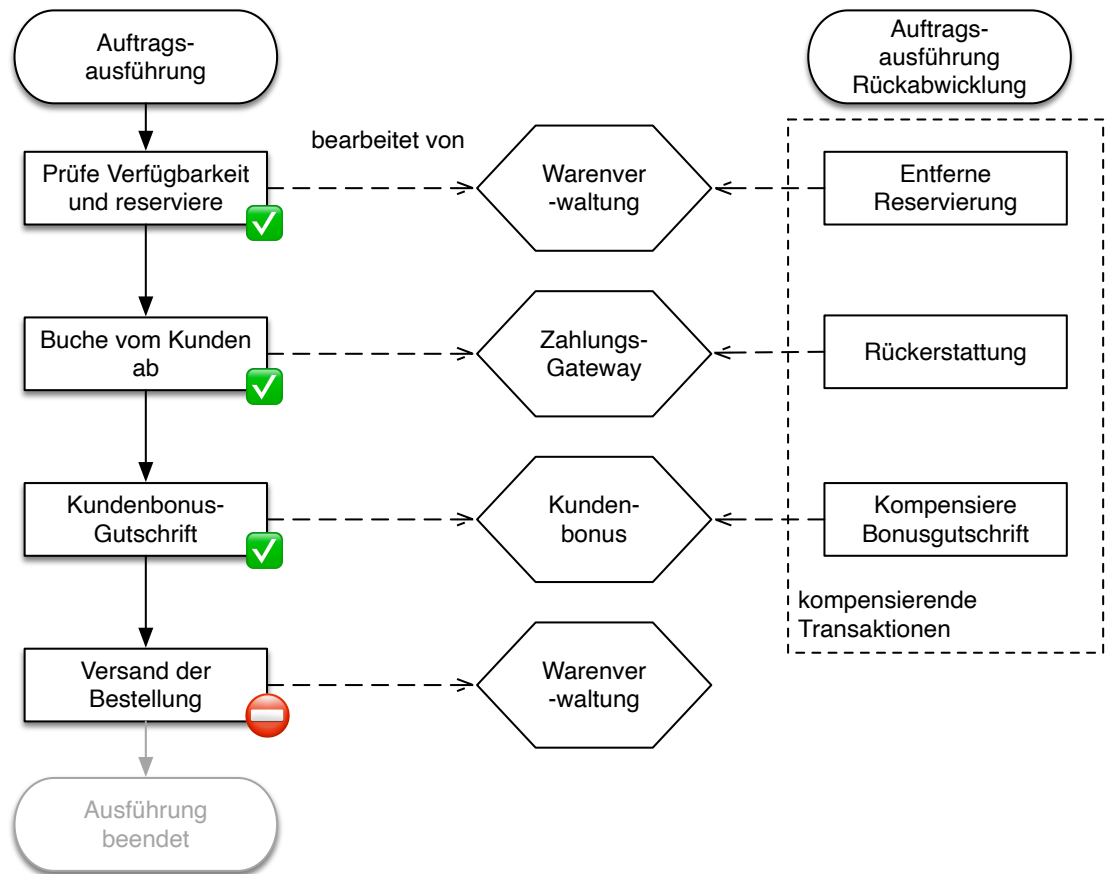 Auftrags-
ausführung
Auftrags-
ausführung
Rückabwicklung
bearbeitet von
Prüfe Verfügbarkeit
und reserviere
Warenver
-waltung
Entferne
Reservierung
Buche vom Kunden
ab
Zahlungs-
Gateway
Rückerstattung
Kundenbonus-
Gutschrift
Kunden-
bonus
Kompensiere
Bonusgutschrift
kompensierende
Transaktionen
Versand der
Bestellung
Warenver
-waltung
Ausführung
beendet